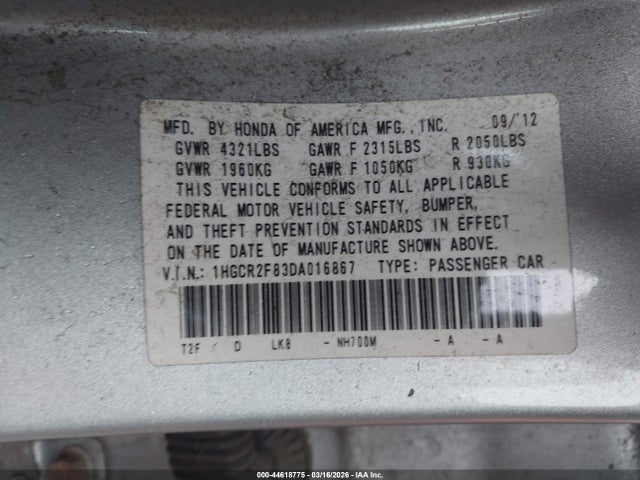 MFD. BY HONDA OF AMERICA MFG., INC. 09/'12
GVWR 4321LBS GAWR F 2315LBS R 2050LBS
GVWR 1960KG GAWR F 1050KG R 930KG
THIS VEHICLE CONFORMS TO ALL APPLICABLE
FEDERAL MOTOR VEHICLE SAFETY, BUMPER,
AND THEFT PREVENTION STANDARDS IN EFFECT
ON THE DATE OF MANUFACTURE SHOWN ABOVE.
V.I.N.: 1HGCR2F83DA016867 TYPE: PASSENGER CAR
T2F / D LK8 - NH700M - A - A
000-44618775 - 03/16/2026 - IAA Inc.